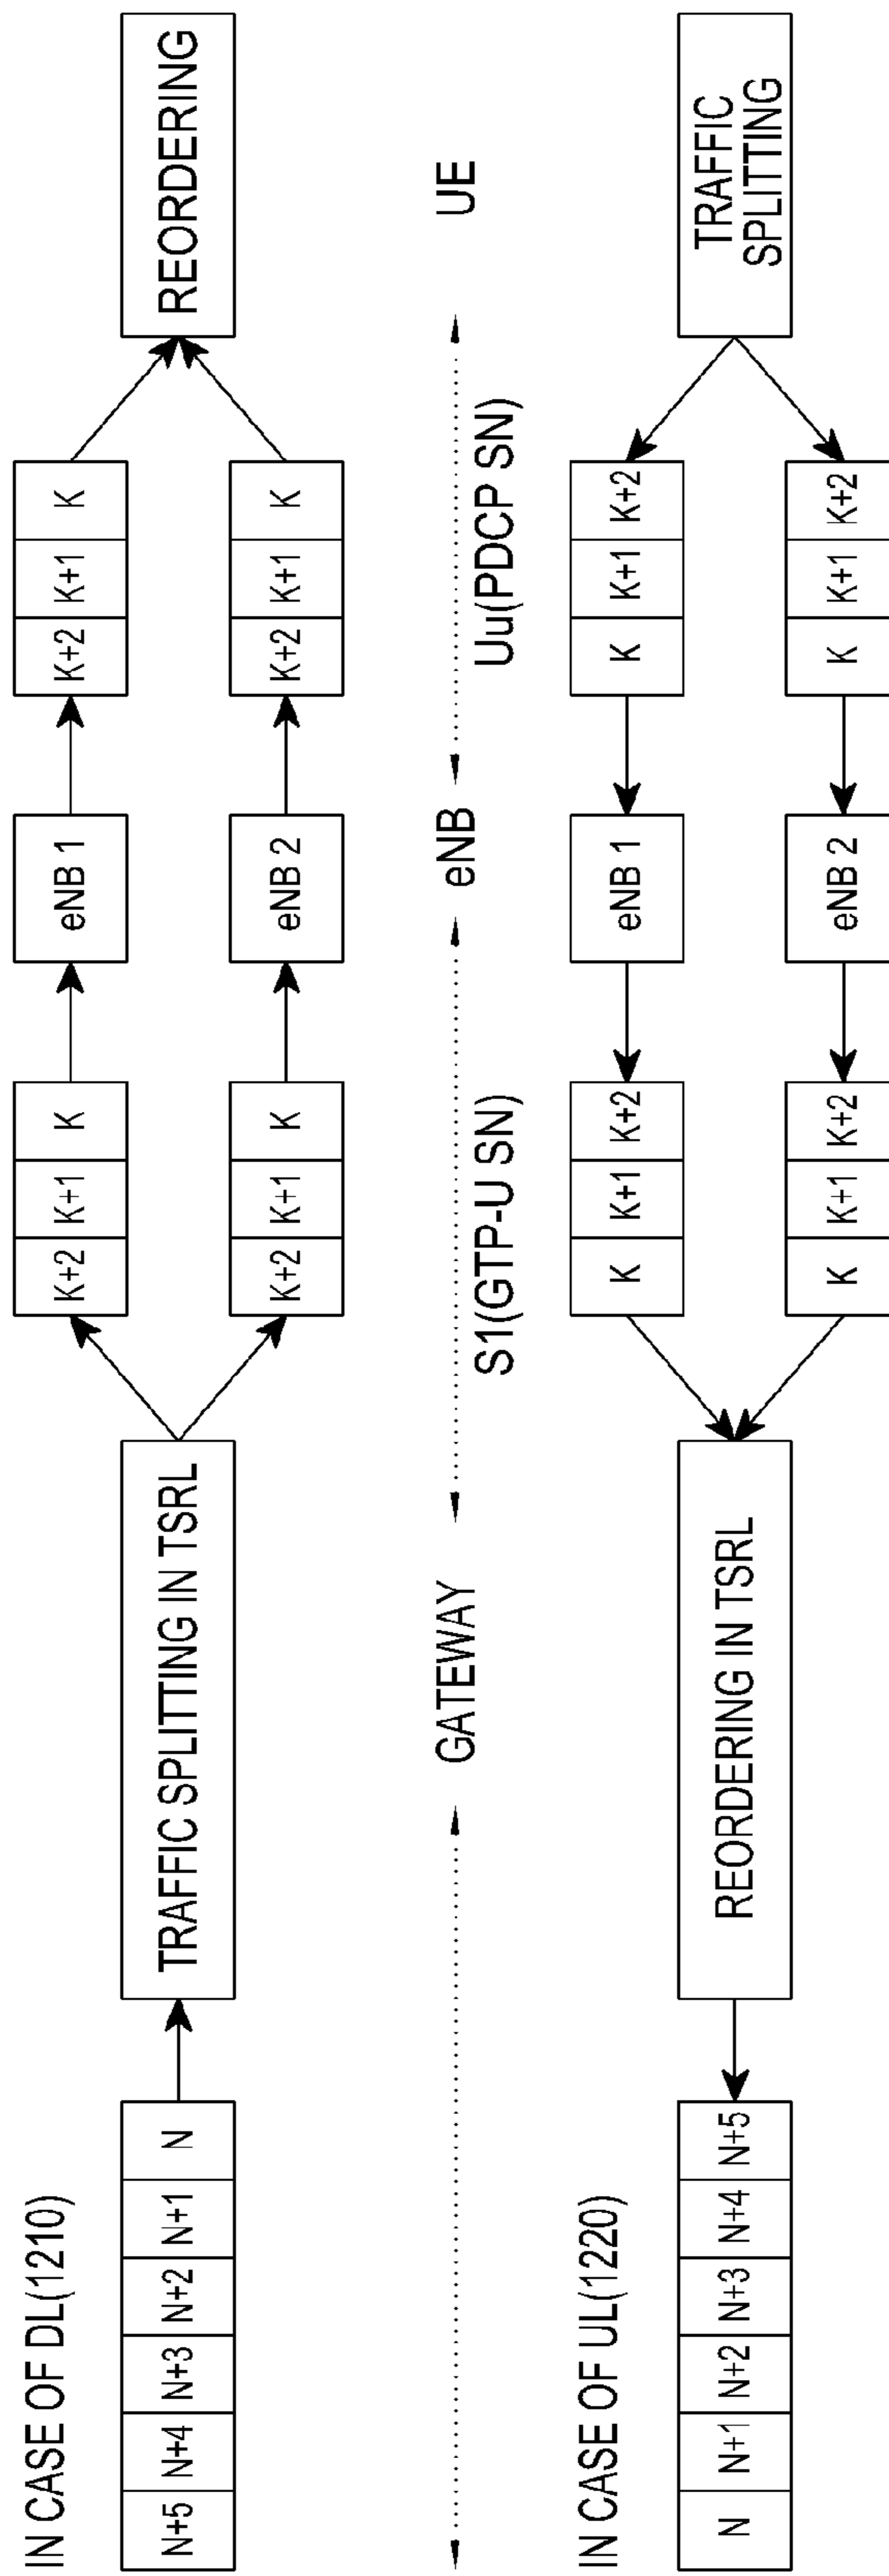 IN CASE OF DL(1210)
N+5 N+4 N+3 N+2 N+1 N
TRAFFIC SPLITTING IN TSRL
K+2 K+1 K
eNB 1
K+2 K+1 K
K+2 K+1 K
eNB 2
K+2 K+1 K
REORDERING
GATEWAY
S1(GTP-U SN)
eNB
Uu(PDCP SN)
UE
IN CASE OF UL(1220)
N N+1 N+2 N+3 N+4 N+5
REORDERING IN TSRL
K K+1 K+2
eNB 1
K K+1 K+2
K K+1 K+2
eNB 2
K K+1 K+2
TRAFFIC
SPLITTING